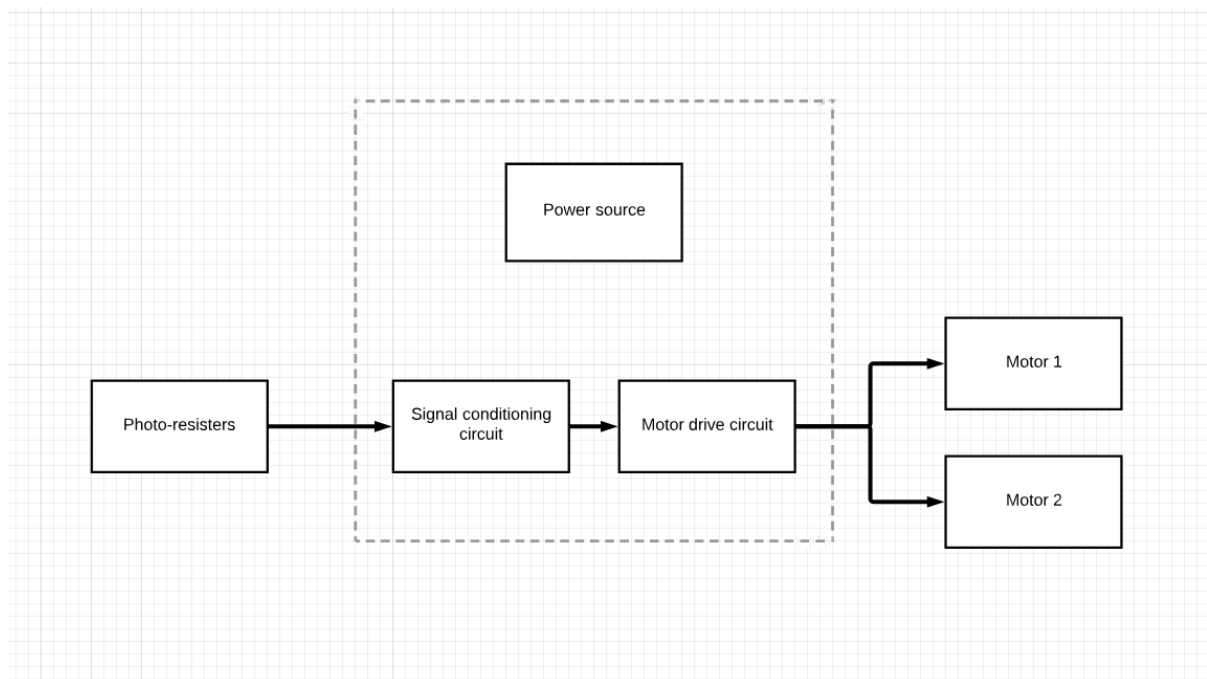 Power source
Photo-resisters
Signal conditioning
circuit
Motor drive circuit
Motor 1
Motor 2